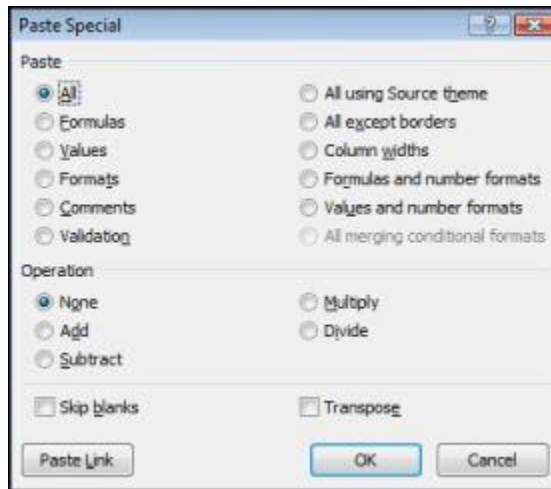 Paste Special
Paste
All
All using Source theme
Formulas
All except borders
Values
Column widths
Formats
Formulas and number formats
Comments
Values and number formats
Validation
All merging conditional formats
Operation
None
Multiply
Add
Divide
Subtract
Skip blanks
Transpose
Paste Link
OK
Cancel